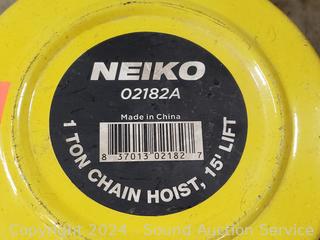 NEIKO
02182A
Made in China
8 37013 02182 7
1 TON CHAIN HOIST, 15' LIFT
Copyright 2024 - Sound Auction Service